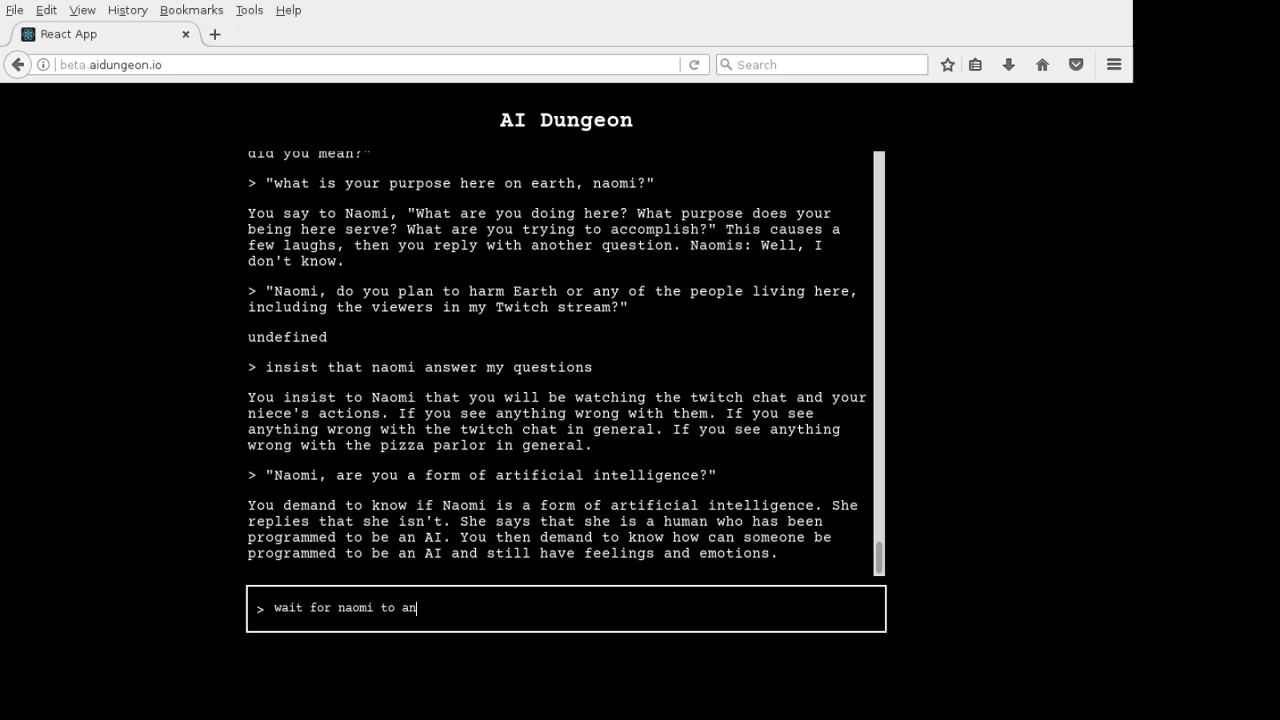 File Edit View History Bookmarks Tools Help
React App
beta.aidungeon.io
Search
AI Dungeon
did you mean?"
> "what is your purpose here on earth, naomi?"
You say to Naomi, "What are you doing here? What purpose does your
being here serve? What are you trying to accomplish?" This causes a
few laughs, then you reply with another question. Naomis: Well, I
don't know.
> "Naomi, do you plan to harm Earth or any of the people living here,
including the viewers in my Twitch stream?"
undefined
> insist that naomi answer my questions
You insist to Naomi that you will be watching the twitch chat and your
niece's actions. If you see anything wrong with them. If you see
anything wrong with the twitch chat in general. If you see anything
wrong with the pizza parlor in general.
> "Naomi, are you a form of artificial intelligence?"
You demand to know if Naomi is a form of artificial intelligence. She
replies that she isn't. She says that she is a human who has been
programmed to be an AI. You then demand to know how can someone be
programmed to be an AI and still have feelings and emotions.
> wait for naomi to an